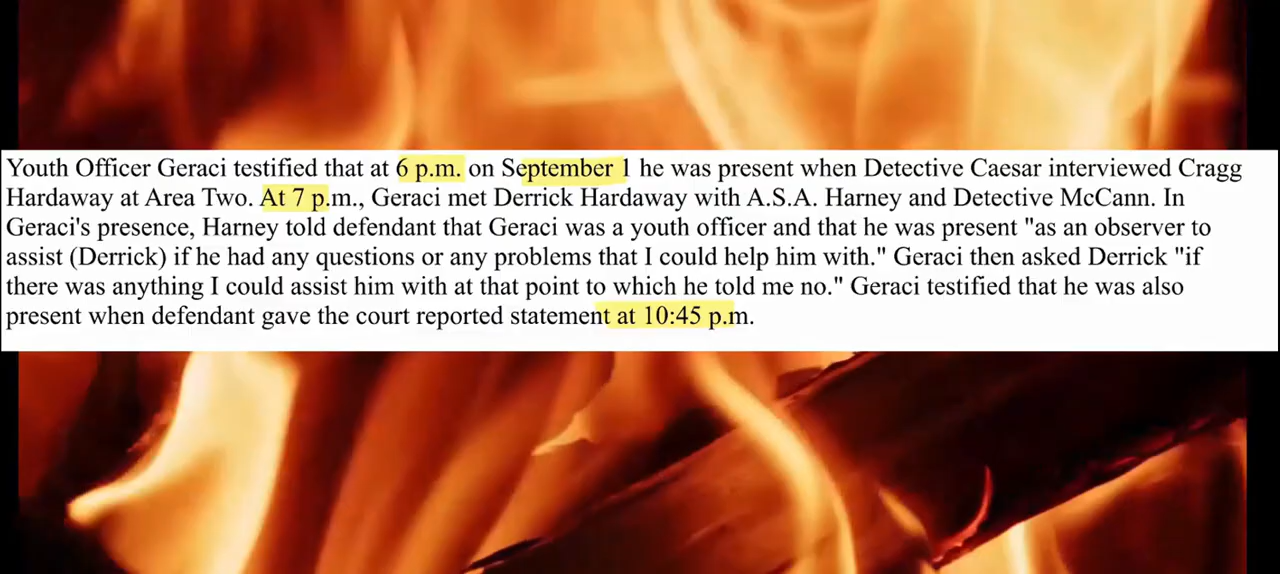 Youth Officer Geraci testified that at 6 p.m. on September 1 he was present when Detective Caesar interviewed Cragg
Hardaway at Area Two. At 7 p.m., Geraci met Derrick Hardaway with A.S.A. Harney and Detective McCann. In
Geraci's presence, Harney told defendant that Geraci was a youth officer and that he was present "as an observer to
assist (Derrick) if he had any questions or any problems that I could help him with." Geraci then asked Derrick "if
there was anything I could assist him with at that point to which he told me no." Geraci testified that he was also
present when defendant gave the court reported statement at 10:45 p.m.